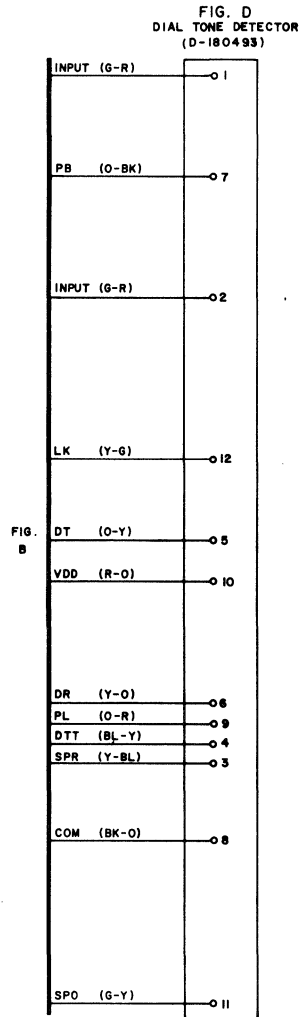 FIG. D
DIAL TONE DETECTOR
(D-180493)
INPUT (G-R) 1
PB (O-BK) 7
INPUT (G-R) 2
LK (Y-G) 12
FIG. B
DT (O-Y) 5
VDD (R-O) 10
DR (Y-O) 6
PL (O-R) 9
DTT (BL-Y) 4
SPR (Y-BL) 3
COM (BK-O) 8
SPO (G-Y) 11